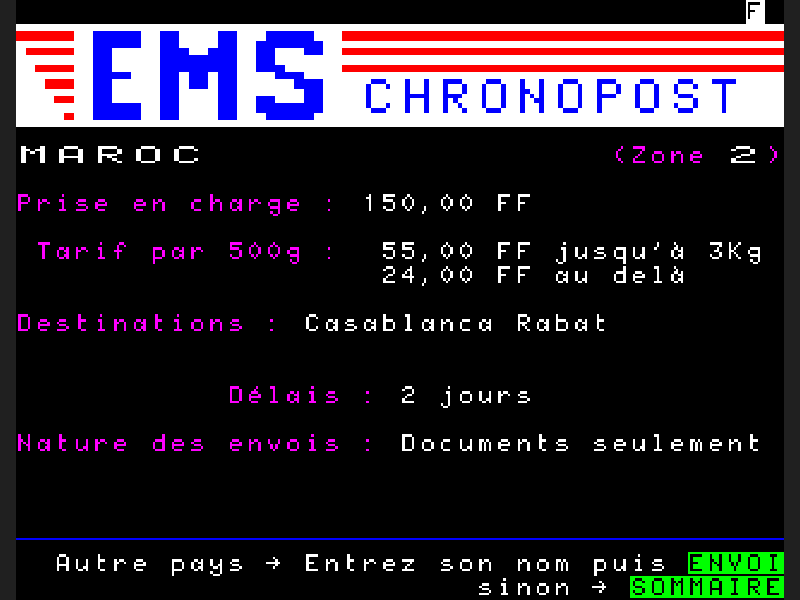 F
EMS
CHRONOPOST
MAROC (Zone 2)
Prise en charge : 150,00 FF
Tarif par 500g : 55,00 FF jusqu'à 3Kg
24,00 FF au delà
Destinations : Casablanca Rabat
Délais : 2 jours
Nature des envois : Documents seulement
Autre pays → Entrez son nom puis ENVOI
sinon → SOMMAIRE